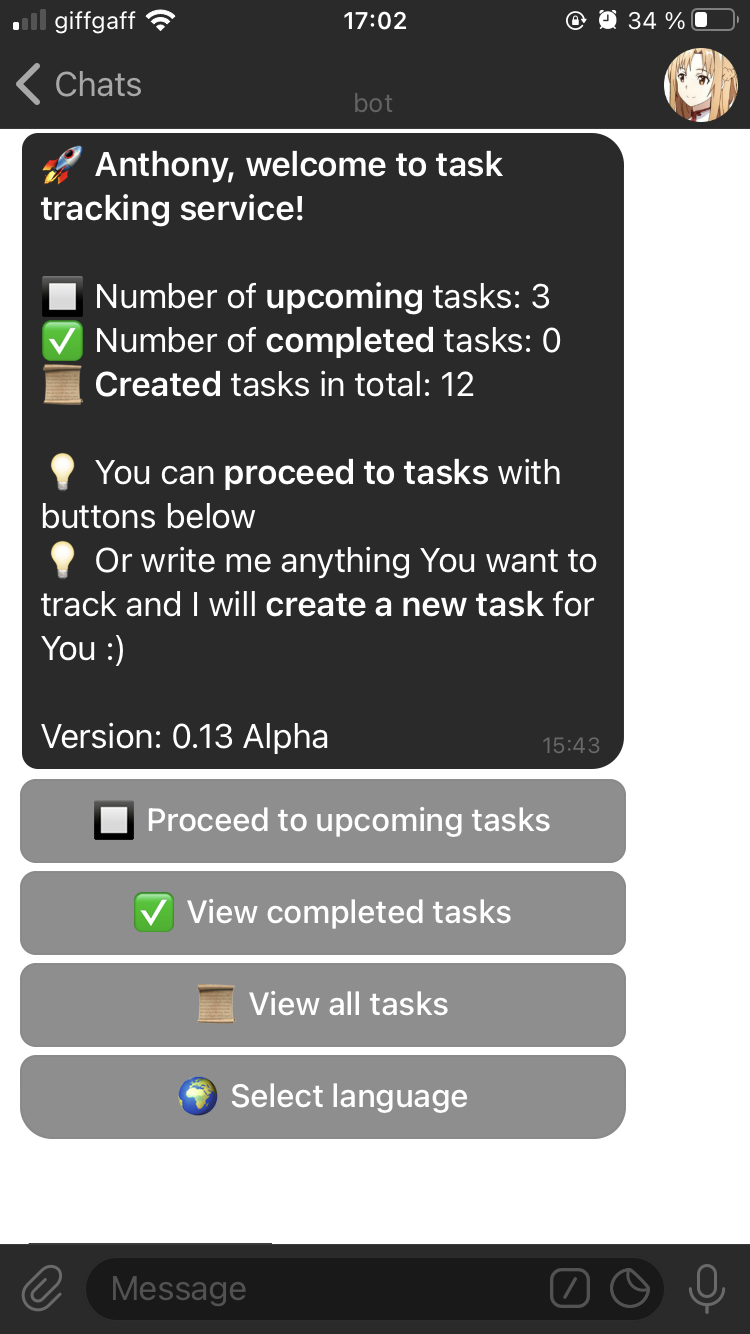 giffgaff 17:02 34 %
Chats
bot
🚀 Anthony, welcome to task
tracking service!
🔲 Number of upcoming tasks: 3
✅ Number of completed tasks: 0
📜 Created tasks in total: 12
💡 You can proceed to tasks with
buttons below
💡 Or write me anything You want to
track and I will create a new task for
You :)
Version: 0.13 Alpha 15:43
🔲 Proceed to upcoming tasks
✅ View completed tasks
📜 View all tasks
🌍 Select language
Message